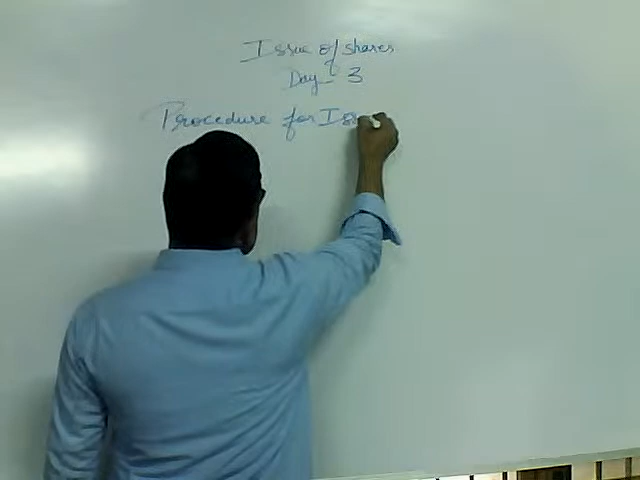 Issue of shares
Day - 3
Procedure for Iss